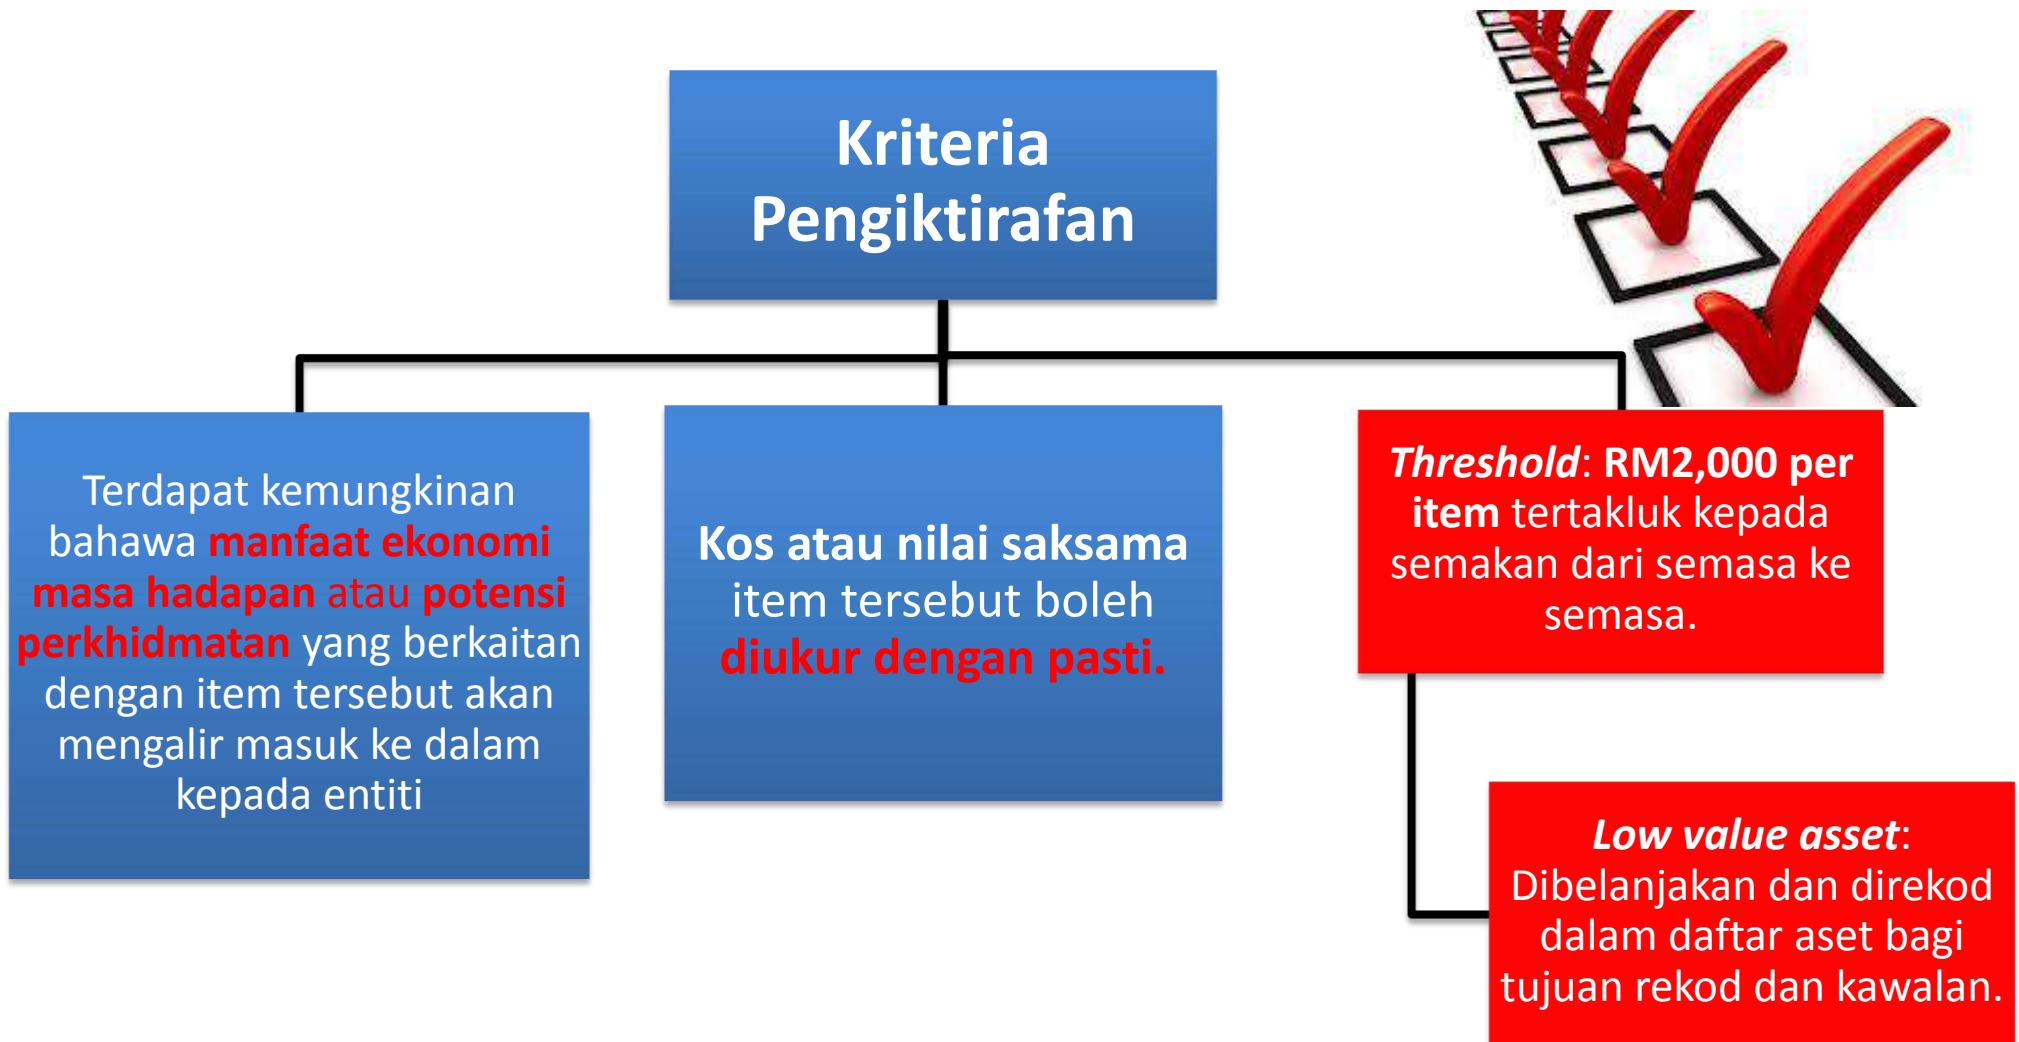 Kriteria
Pengiktirafan
Terdapat kemungkinan
bahawa manfaat ekonomi
masa hadapan atau potensi
perkhidmatan yang berkaitan
dengan item tersebut akan
mengalir masuk ke dalam
kepada entiti
Kos atau nilai saksama
item tersebut boleh
diukur dengan pasti.
Threshold: RM2,000 per
item tertakluk kepada
semakan dari semasa ke
semasa.
Low value asset:
Dibelanjakan dan direkod
dalam daftar aset bagi
tujuan rekod dan kawalan.